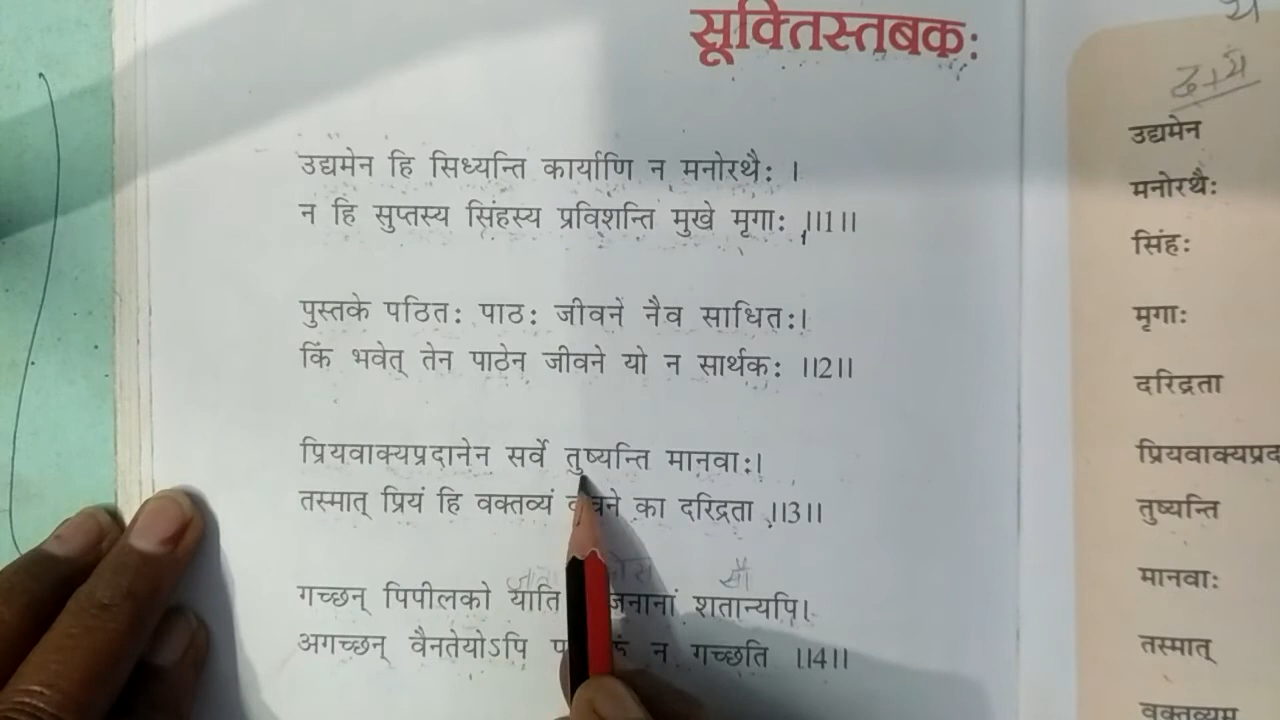 सूक्तिस्तबकः
उद्यमेन हि सिध्यन्ति कार्याणि न मनोरथैः ।
न हि सुप्तस्य सिंहस्य प्रविशन्ति मुखे मृगाः ।।1।।
पुस्तके पठितः पाठः जीवने नैव साधितः।
किं भवेत् तेन पाठेन जीवने यो न सार्थकः ।।2।।
प्रियवाक्यप्रदानेन सर्वे तुष्यन्ति मानवाः।
तस्मात् प्रियं हि वक्तव्यं का दरिद्रता ।।3।।
सौ
गच्छन् पिपीलको याति शतान्यपि।
अगच्छन् वैनतेयोऽपि न गच्छति ।।4।।
उद्यमेन
मनोरथैः
सिंहः
मृगाः
दरिद्रता
तुष्यन्ति
मानवाः
तस्मात्